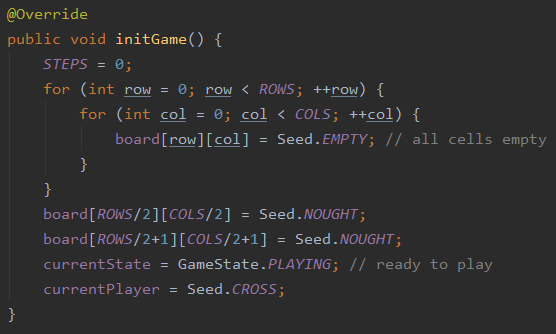 @Override
public void initGame() {
    STEPS = 0;
    for (int row = 0; row < ROWS; ++row) {
        for (int col = 0; col < COLS; ++col) {
            board[row][col] = Seed.EMPTY; // all cells empty
        }
    }
    board[ROWS/2][COLS/2] = Seed.NOUGHT;
    board[ROWS/2+1][COLS/2+1] = Seed.NOUGHT;
    currentState = GameState.PLAYING; // ready to play
    currentPlayer = Seed.CROSS;
}